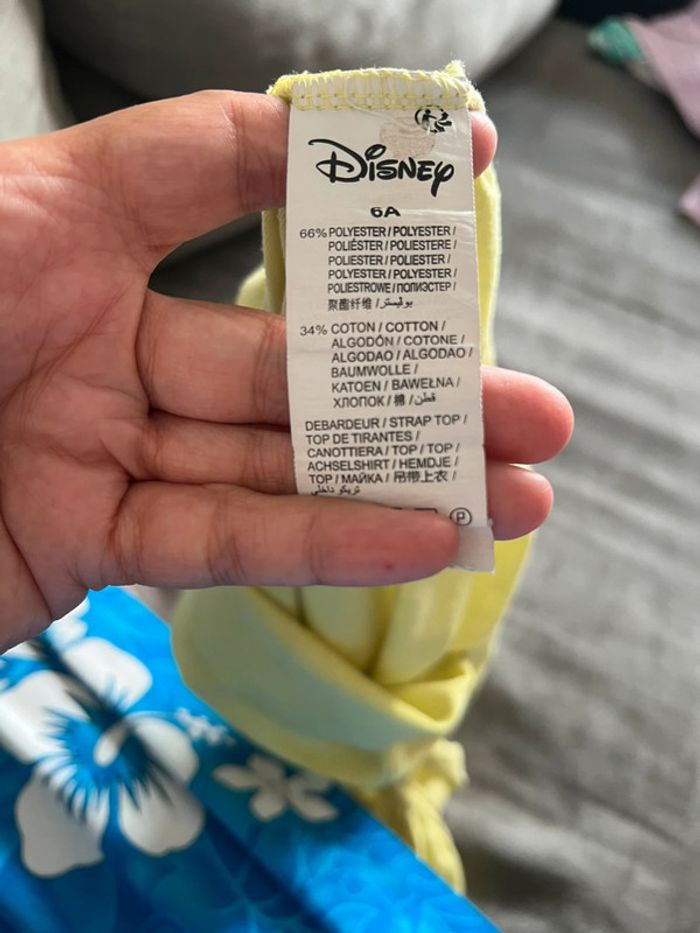 Disney
6A
66% POLYESTER / POLYESTER /
POLIÉSTER / POLIESTERE /
POLIESTER / POLIESTER /
POLYESTER / POLYESTER /
POLIESTROWE / ПОЛИЭСТЕР /
聚酯纤维 / بوليستر /
34% COTON / COTTON /
ALGODÓN / COTONE /
ALGODAO / ALGODAO /
BAUMWOLLE /
KATOEN / BAWEŁNA /
ХЛОПОК / 棉 / قطن /
DEBARDEUR / STRAP TOP /
TOP DE TIRANTES /
CANOTTIERA / TOP / TOP /
ACHSELSHIRT / HEMDJE /
TOP / МАЙКА / 吊带上衣 /
تريكو داخلي
P